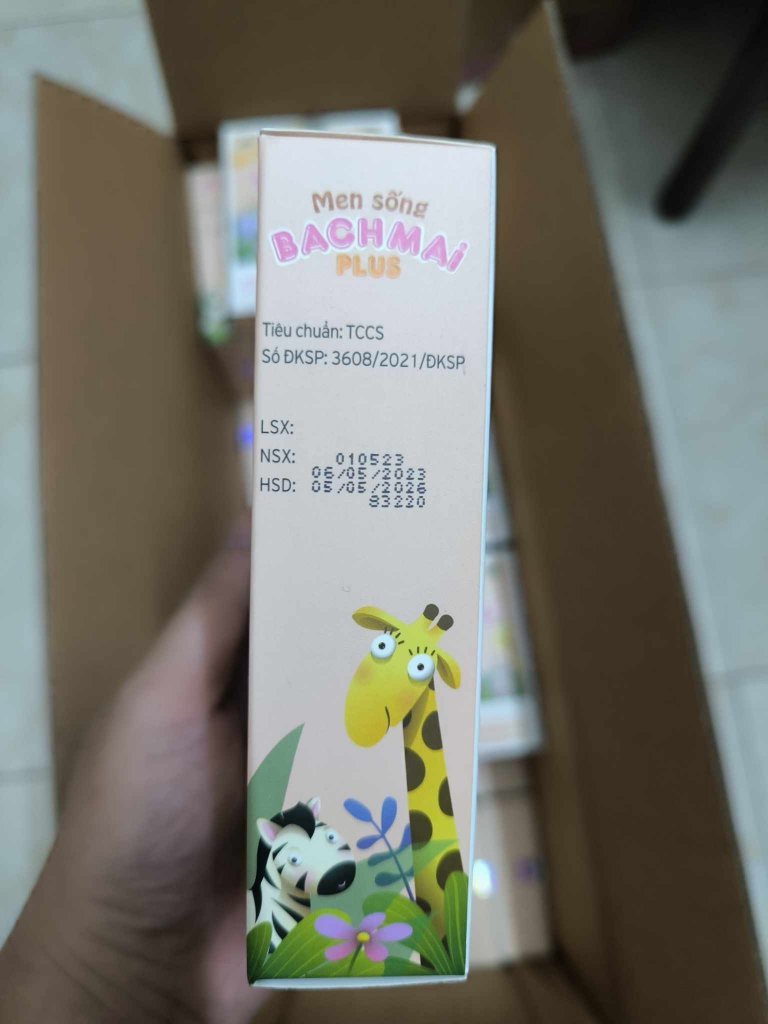 Men sống
BACHMAI
PLUS
Tiêu chuẩn: TCCS
Số ĐKSP: 3608/2021/ĐKSP
LSX:
NSX: 010523
06/05/2023
HSD: 05/05/2026
83220